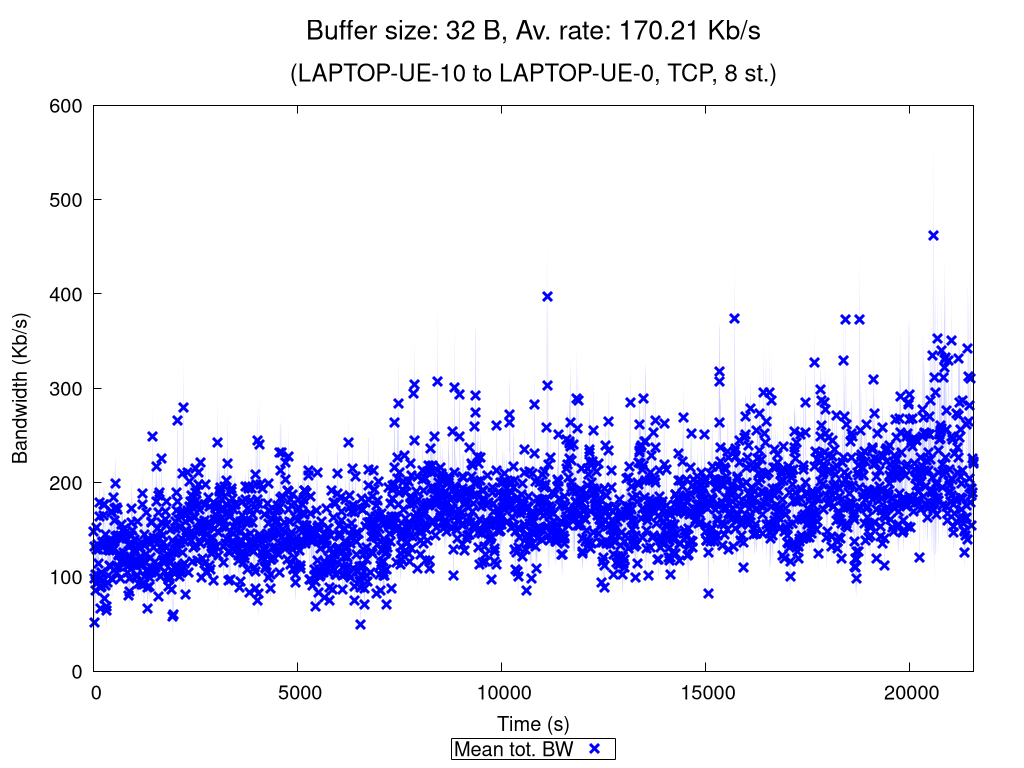 Buffer size: 32 B, Av. rate: 170.21 Kb/s
(LAPTOP-UE-10 to LAPTOP-UE-0, TCP, 8 st.)
600
500
400
300
200
100
0
Bandwidth (Kb/s)
0 5000 10000 15000 20000
Time (s)
Mean tot. BW